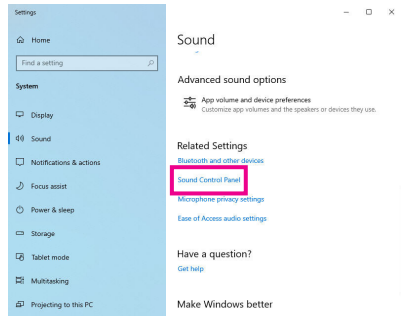 Settings
Home
Find a setting
System
Display
Sound
Notifications & actions
Focus assist
Power & sleep
Storage
Tablet mode
Multitasking
Projecting to this PC
Sound
Advanced sound options
App volume and device preferences
Customize app volumes and the speakers or devices they use.
Related Settings
Bluetooth and other devices
Sound Control Panel
Microphone privacy settings
Ease of Access audio settings
Have a question?
Get help
Make Windows better